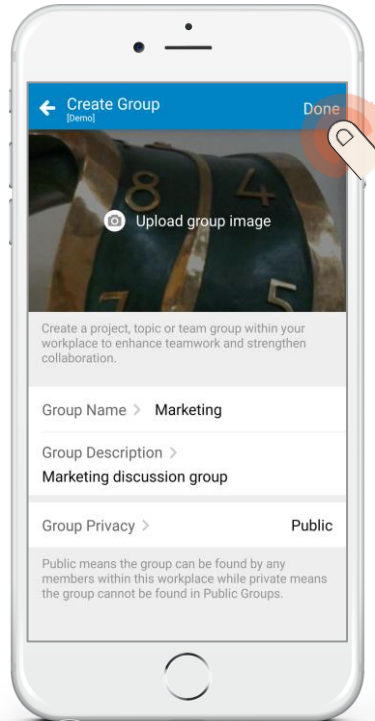 Create Group
Done
[Demo]
8 4
Upload group image
7 5
Create a project, topic or team group within your
workplace to enhance teamwork and strengthen
collaboration.
Group Name > Marketing
Group Description >
Marketing discussion group
Group Privacy > Public
Public means the group can be found by any
members within this workplace while private means
the group cannot be found in Public Groups.